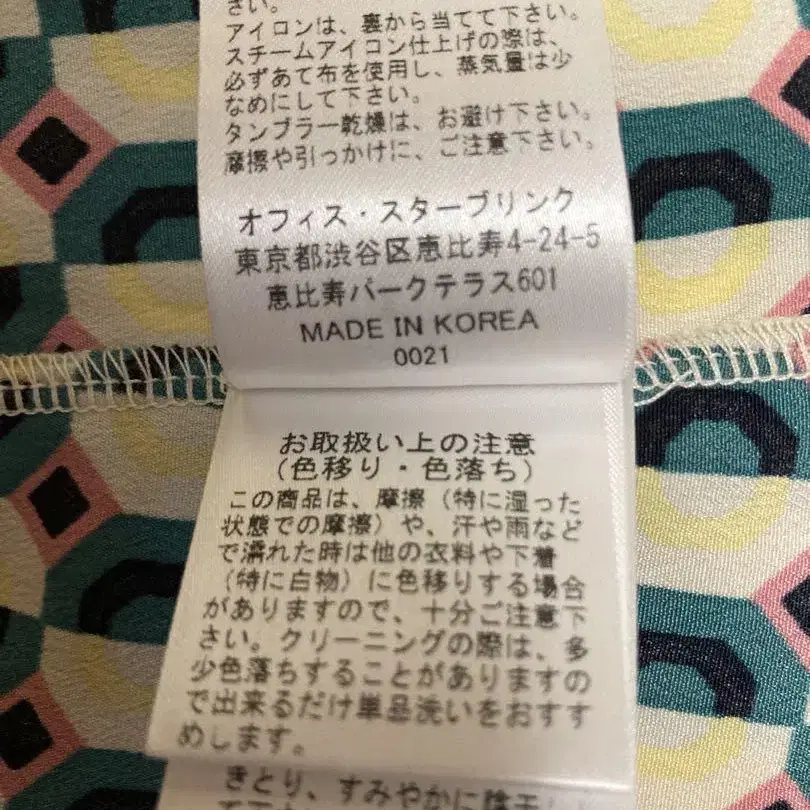 さい。
アイロンは、裏から当てて下さい。
スチームアイロン仕上げの際は、
必ずあて布を使用し、蒸気量は少
なめにして下さい。
タンブラー乾燥は、お避け下さい。
摩擦や引っかけに、ご注意下さい。
オフィス・スターブリンク
東京都渋谷区恵比寿4-24-5
恵比寿パークテラス601
MADE IN KOREA
0021
お取扱い上の注意
(色移り・色落ち)
この商品は、摩擦（特に湿った
状態での摩擦）や、汗や雨など
で濡れた時は他の衣料や下着
（特に白物）に色移りする場合
がありますので、十分ご注意下
さい。クリーニングの際は、多
少色落ちすることがありますの
で出来るだけ単品洗いをおすす
めします。
きとり、すみやかに陰干し